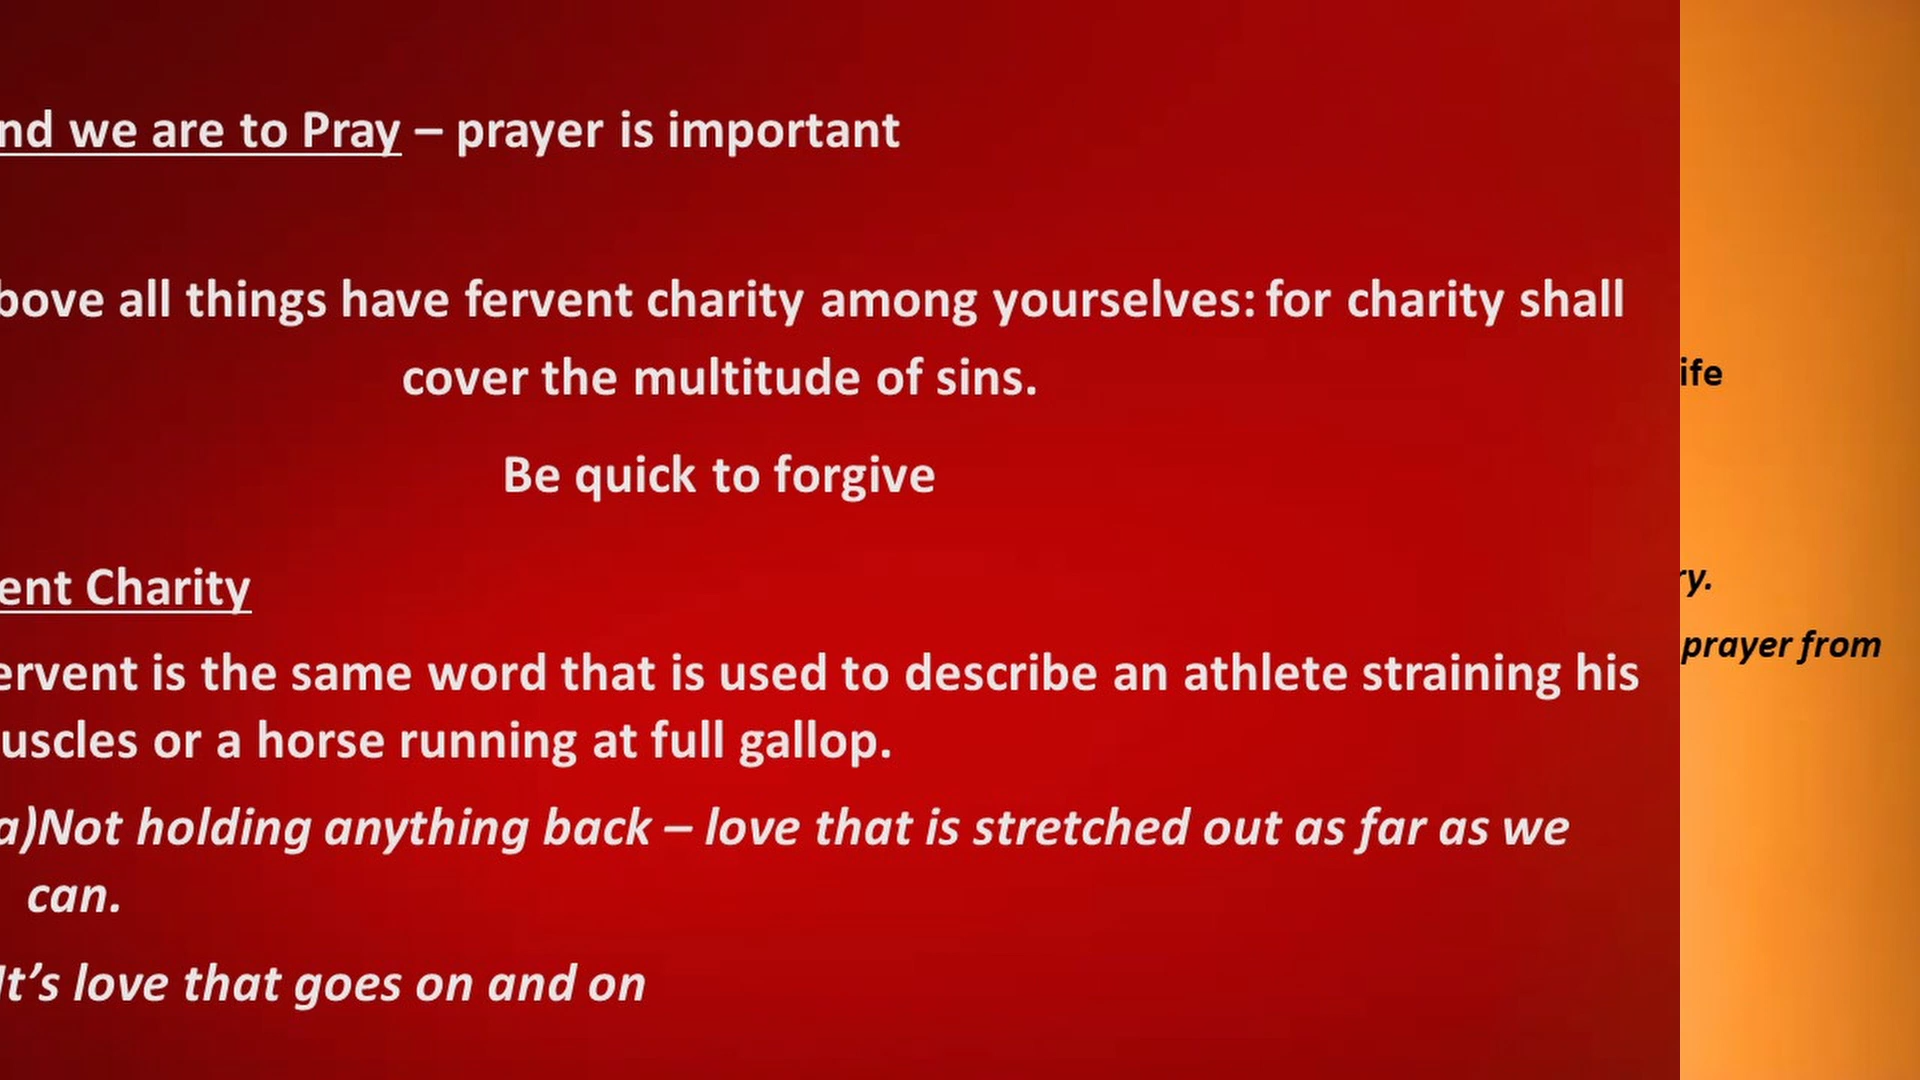 nd we are to Pray – prayer is important
bove all things have fervent charity among yourselves: for charity shall
cover the multitude of sins.
Be quick to forgive
ife
ent Charity
ry.
ervent is the same word that is used to describe an athlete straining his
prayer from
uscles or a horse running at full gallop.
a)Not holding anything back – love that is stretched out as far as we
can.
It’s love that goes on and on